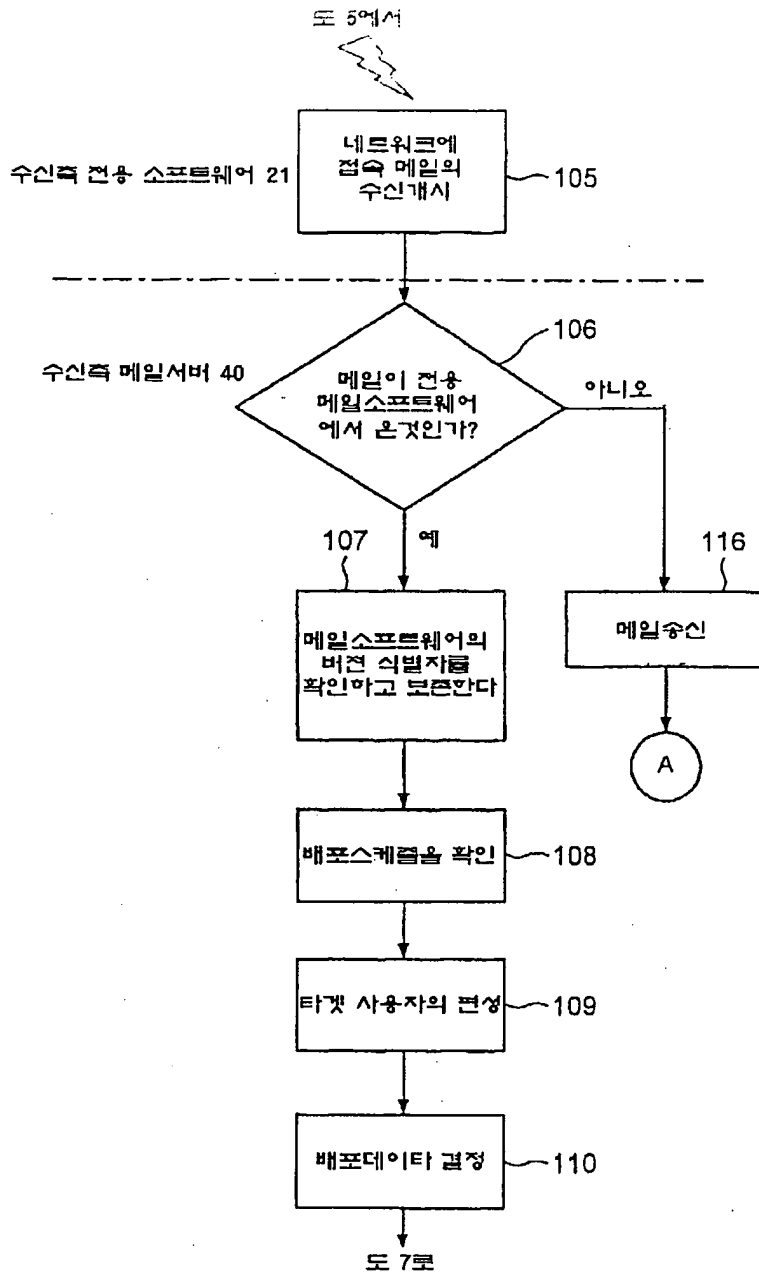 도 5에서
네트워크에
접속 메일의
수신개시
수신측 전용 소프트웨어 21
105
106
수신측 메일서버 40
메일이 전용
메일소프트웨어
에서 온것인가?
아니오
예
107
116
메일소프트웨어의
버젼 식별자를
확인하고 보존한다
메일송신
A
배포스케쥴을 확인
108
타겟 사용자의 편성
109
배포데이타 결정
110
도 7로